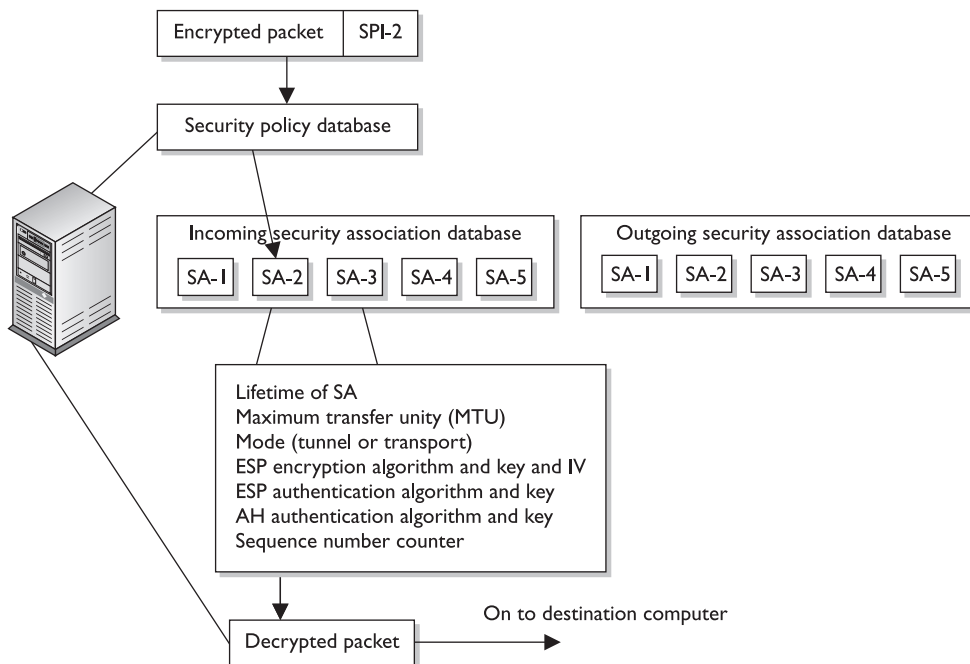 Encrypted packet
SPI-2
Security policy database
Incoming security association database
SA-1 SA-2 SA-3 SA-4 SA-5
Outgoing security association database
SA-1 SA-2 SA-3 SA-4 SA-5
Lifetime of SA
Maximum transfer unity (MTU)
Mode (tunnel or transport)
ESP encryption algorithm and key and IV
ESP authentication algorithm and key
AH authentication algorithm and key
Sequence number counter
On to destination computer
Decrypted packet